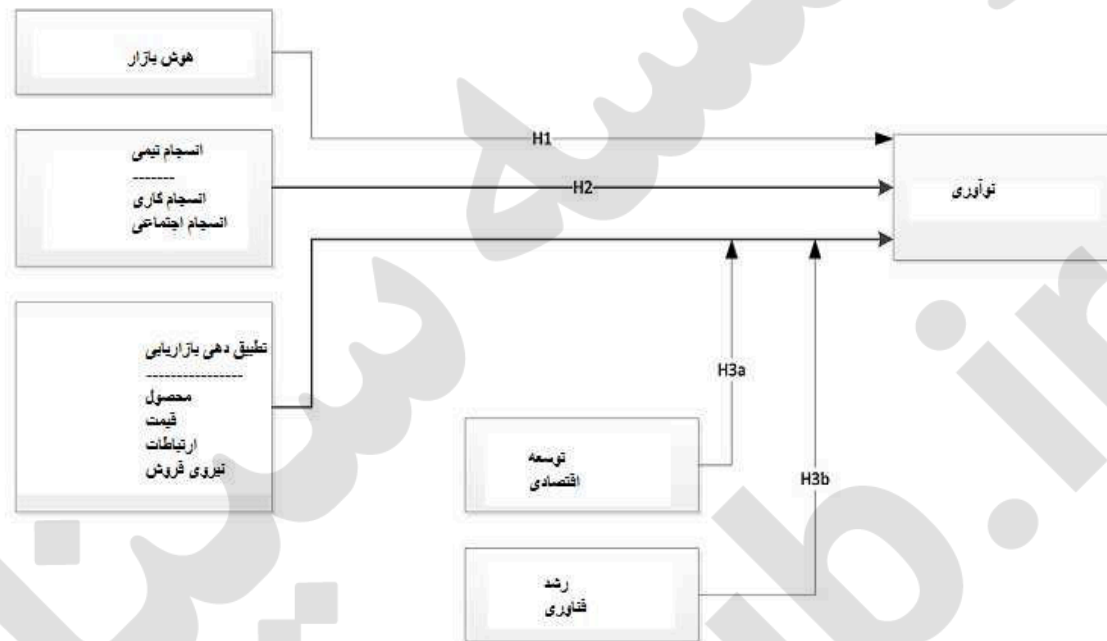 هوش بازار
H1
انسجام تیمی
-------
انسجام کاری
انسجام اجتماعی
H2
نوآوری
تطبیق دهی بازاریابی
----------------
محصول
قیمت
ارتباطات
نیروی فروش
H3a
توسعه
اقتصادی
H3b
رشد
فناوری
b.ir